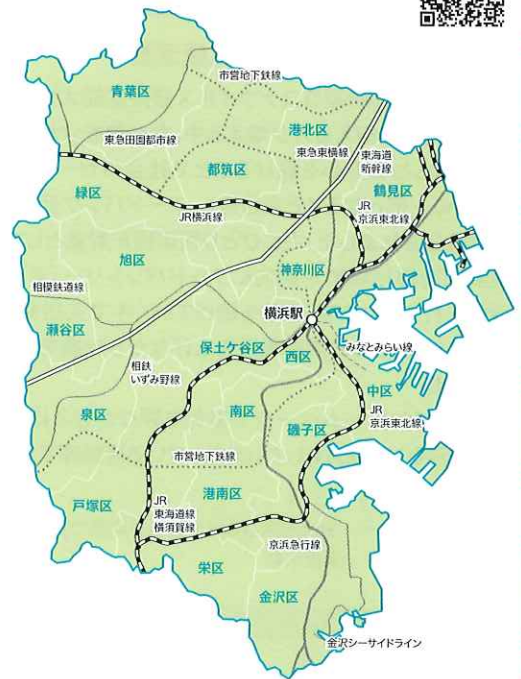 市営地下鉄線
青葉区
港北区
東急田園都市線
東急東横線
東海道
新幹線
都筑区
鶴見区
緑区
JR
京浜東北線
JR横浜線
旭区
神奈川区
相模鉄道線
横浜駅
瀬谷区
保土ケ谷区
みなとみらい線
西区
相鉄
いずみ野線
中区
泉区
南区
JR
京浜東北線
磯子区
市営地下鉄線
戸塚区
港南区
JR
東海道線
横須賀線
京浜急行線
栄区
金沢区
金沢シーサイドライン